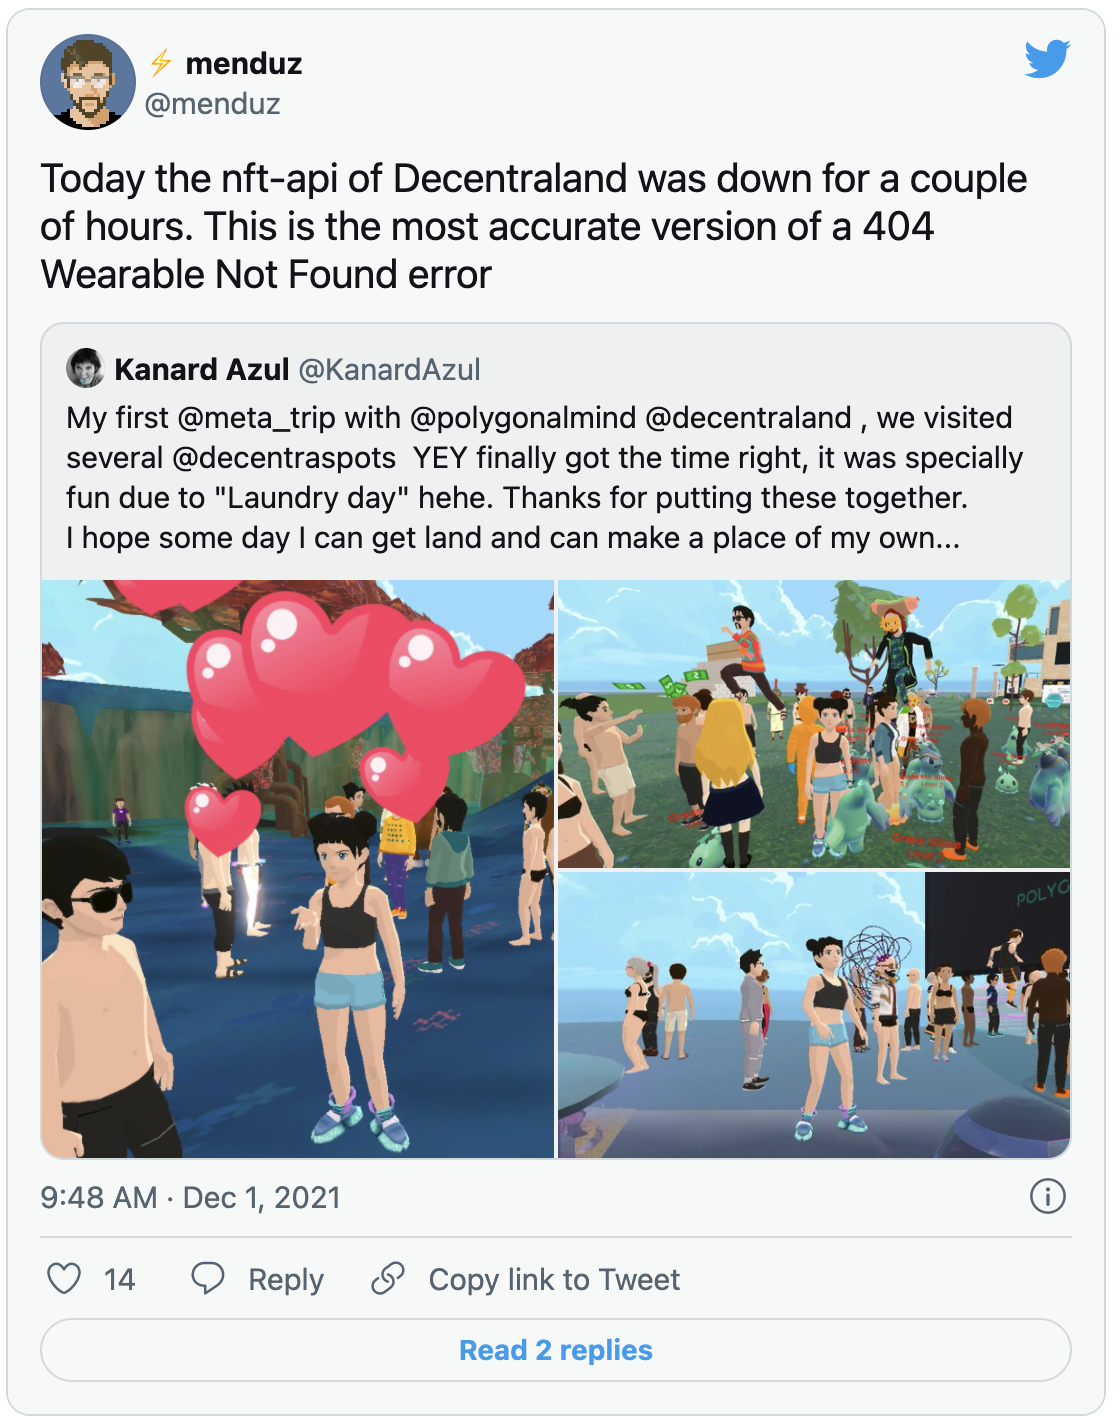 ⚡ menduz
@menduz
Today the nft-api of Decentraland was down for a couple
of hours. This is the most accurate version of a 404
Wearable Not Found error
Kanard Azul @KanardAzul
My first @meta_trip with @polygonalmind @decentraland , we visited
several @decentraspots  YEY finally got the time right, it was specially
fun due to "Laundry day" hehe. Thanks for putting these together.
I hope some day I can get land and can make a place of my own...
POLYG
9:48 AM · Dec 1, 2021
14
Reply
Copy link to Tweet
Read 2 replies